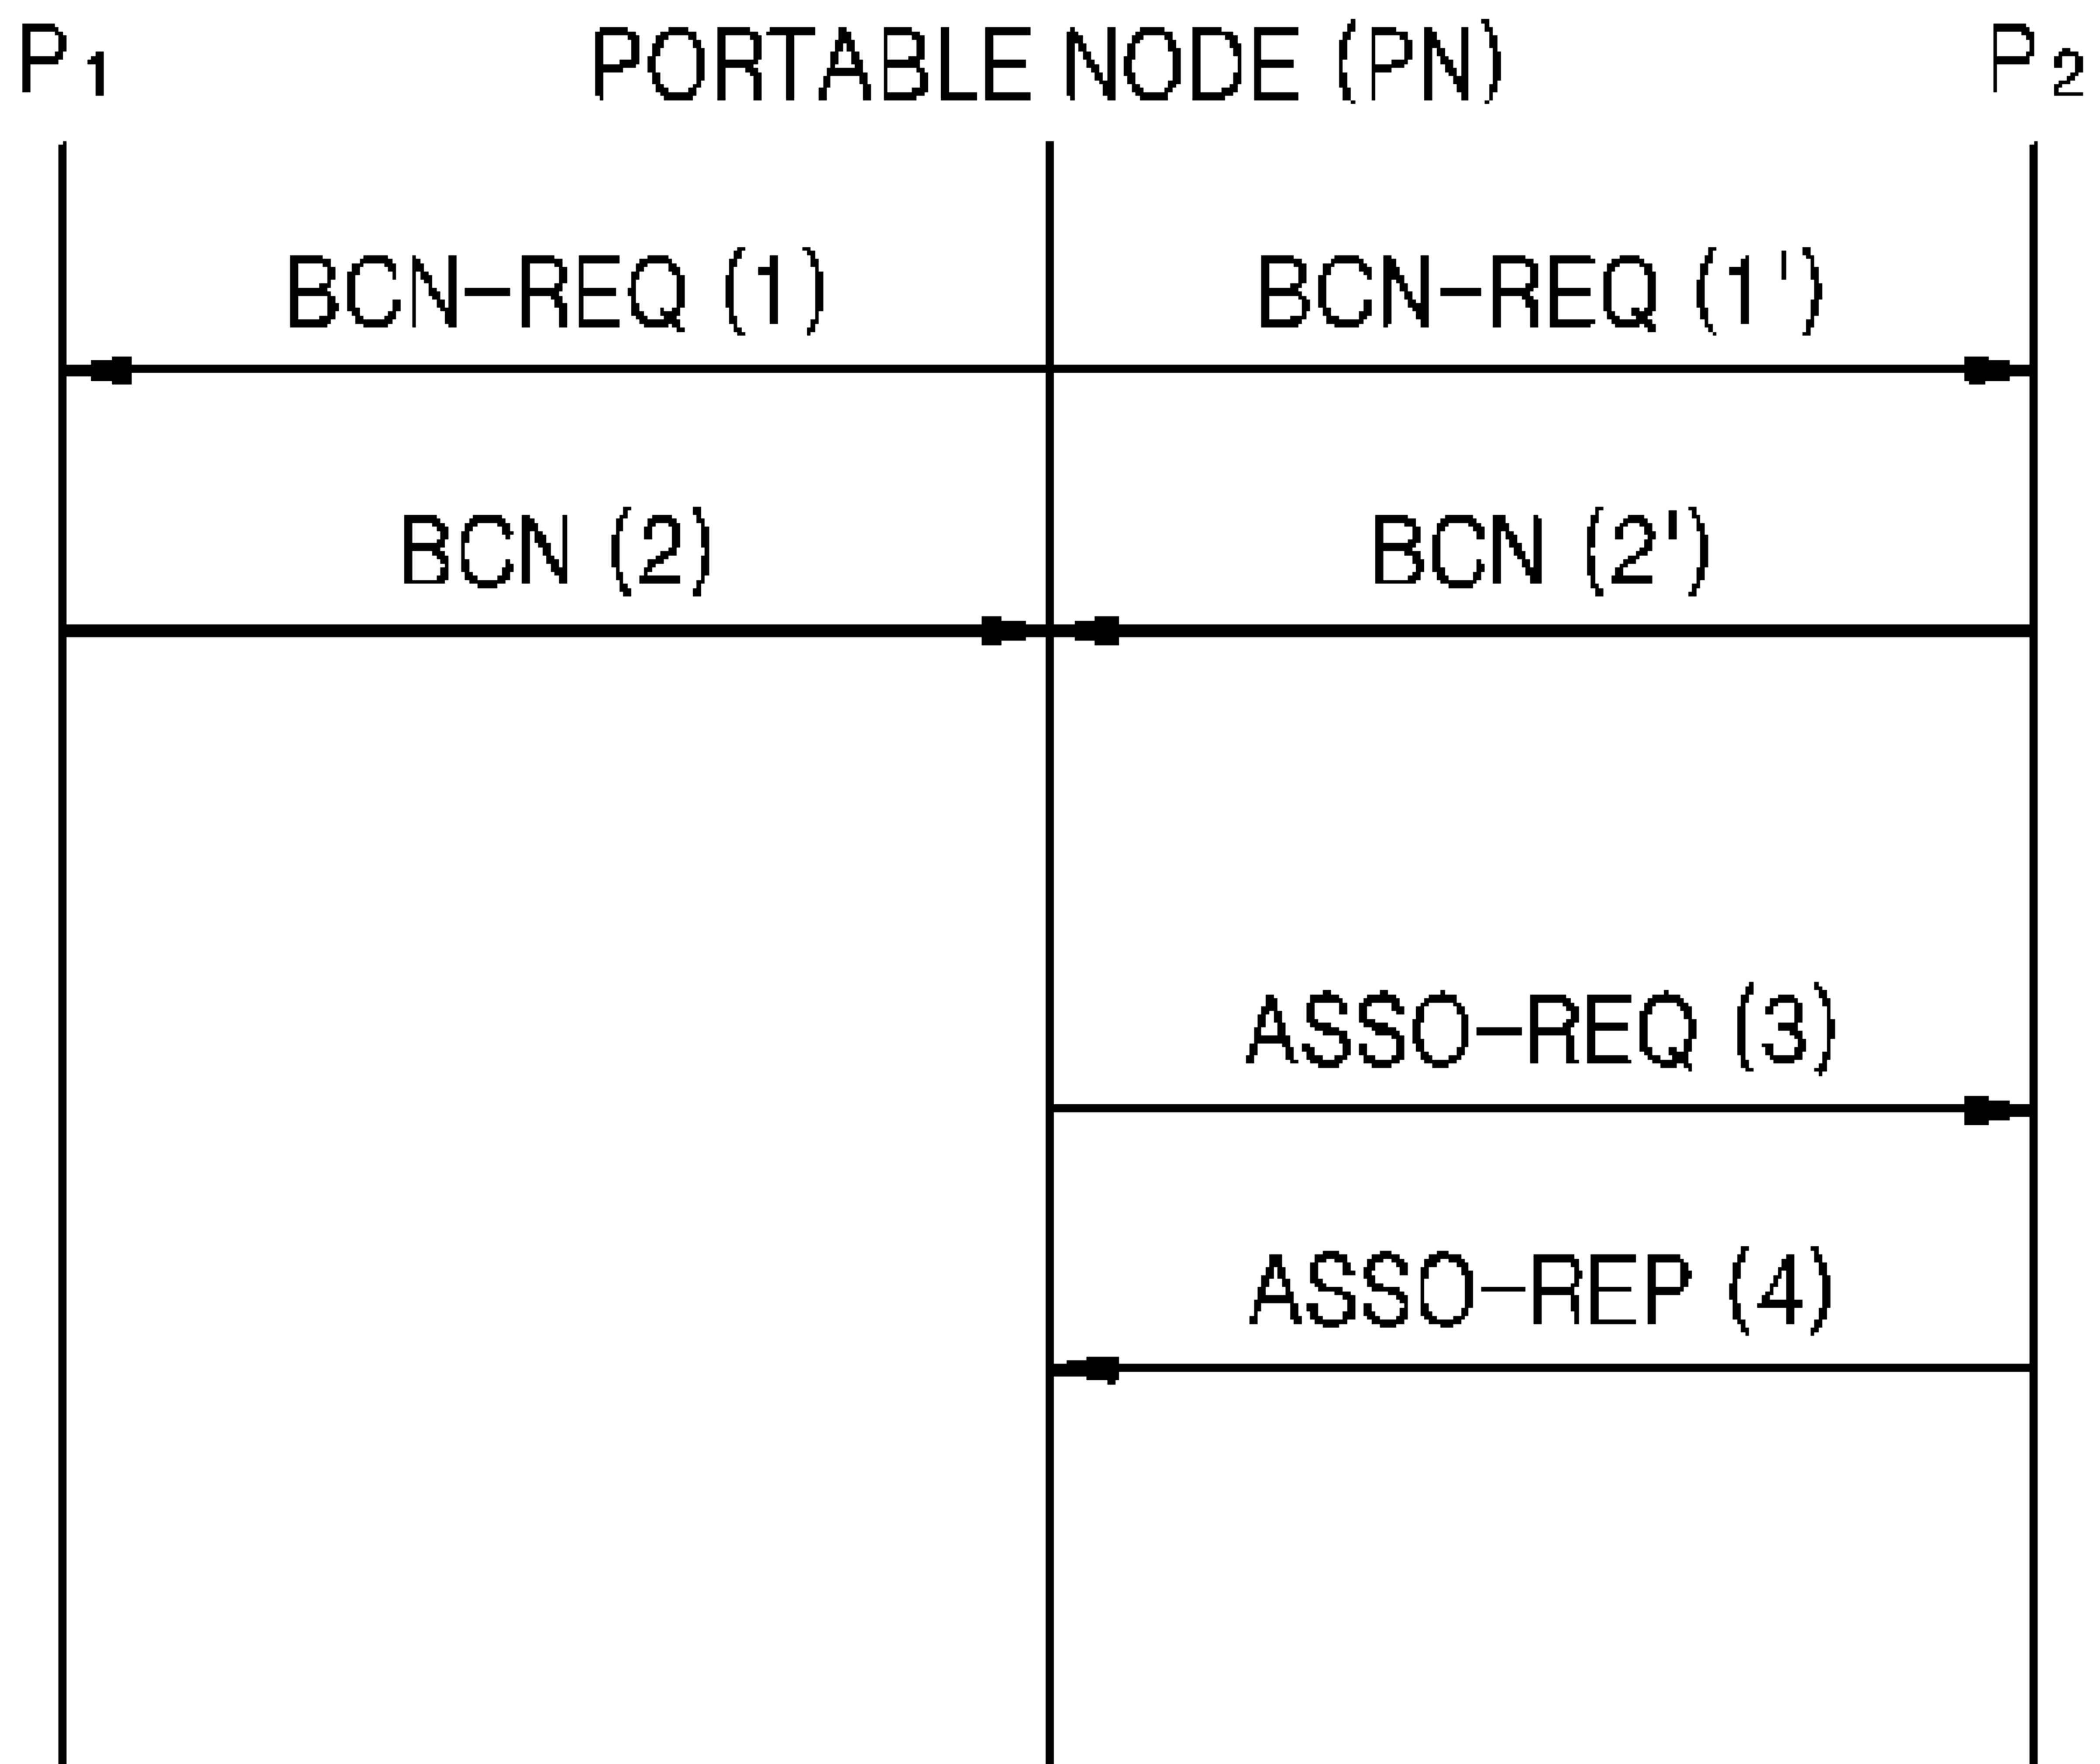 P1 PORTABLE NODE (PN) P2
BCN-REQ (1) BCN-REQ (1')
BCN (2) BCN (2')
ASSO-REQ (3)
ASSO-REP (4)